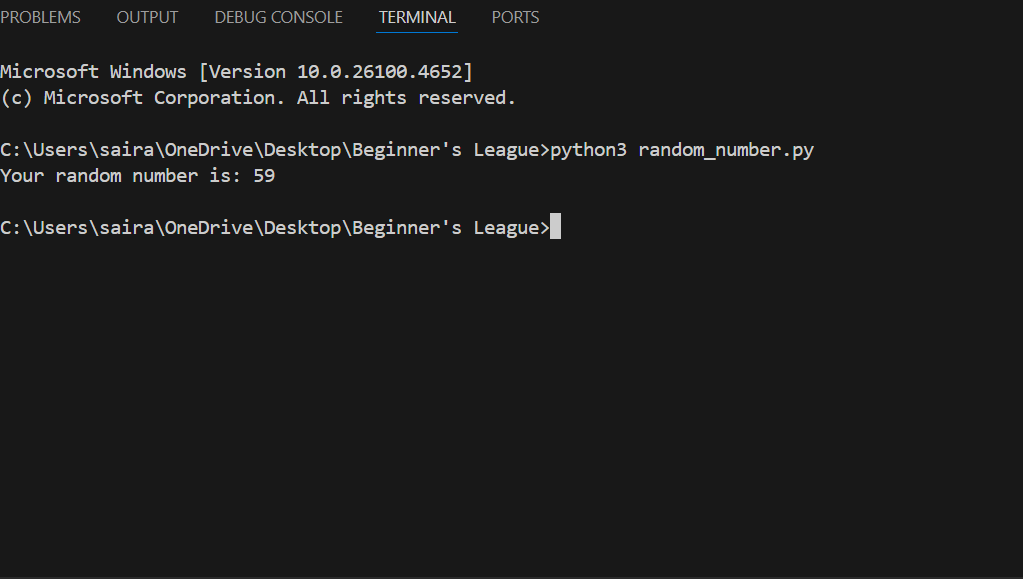 PROBLEMS OUTPUT DEBUG CONSOLE TERMINAL PORTS
Microsoft Windows [Version 10.0.26100.4652]
(c) Microsoft Corporation. All rights reserved.
C:\Users\saira\OneDrive\Desktop\Beginner's League>python3 random_number.py
Your random number is: 59
C:\Users\saira\OneDrive\Desktop\Beginner's League>